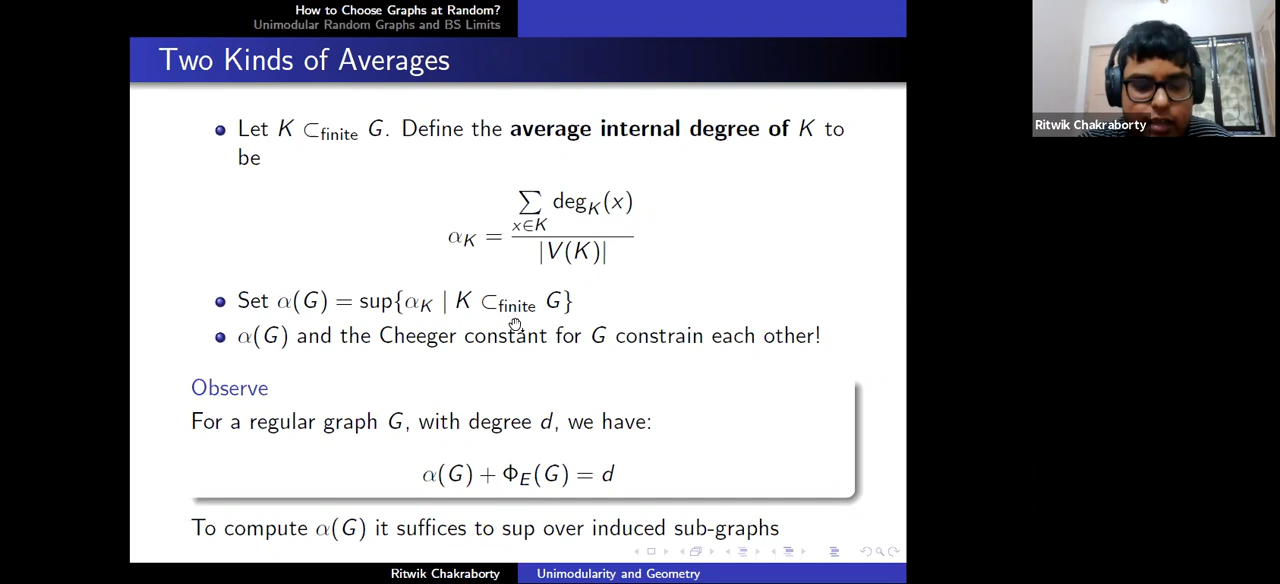 How to Choose Graphs at Random?
Unimodular Random Graphs and BS Limits
Two Kinds of Averages
Let K ⊂finite G. Define the average internal degree of K to
be
αK = ∑x∈K degK(x) / |V(K)|
Set α(G) = sup{αK | K ⊂finite G}
α(G) and the Cheeger constant for G constrain each other!
Observe
For a regular graph G, with degree d, we have:
α(G) + ΦE(G) = d
To compute α(G) it suffices to sup over induced sub-graphs
Ritwik Chakraborty
Unimodularity and Geometry
Ritwik Chakraborty